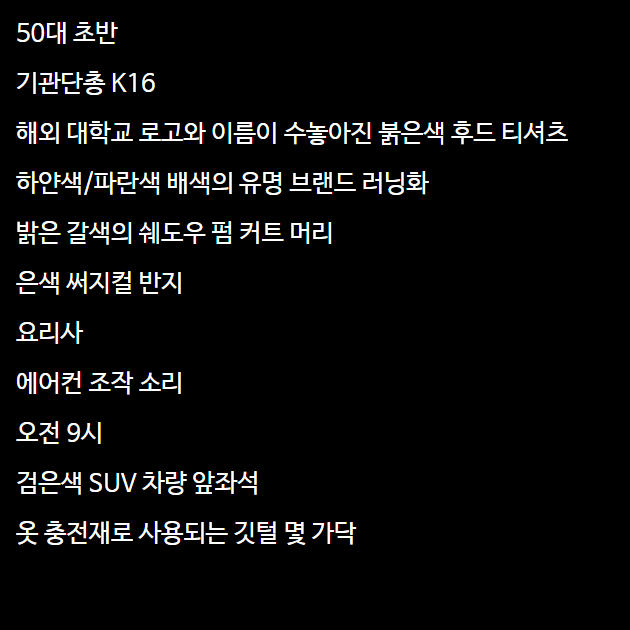 50대 초반
기관단총 K16
해외 대학교 로고와 이름이 수놓아진 붉은색 후드 티셔츠
하얀색/파란색 배색의 유명 브랜드 러닝화
밝은 갈색의 쉐도우 펌 커트 머리
은색 써지컬 반지
요리사
에어컨 조작 소리
오전 9시
검은색 SUV 차량 앞좌석
옷 충전재로 사용되는 깃털 몇 가닥